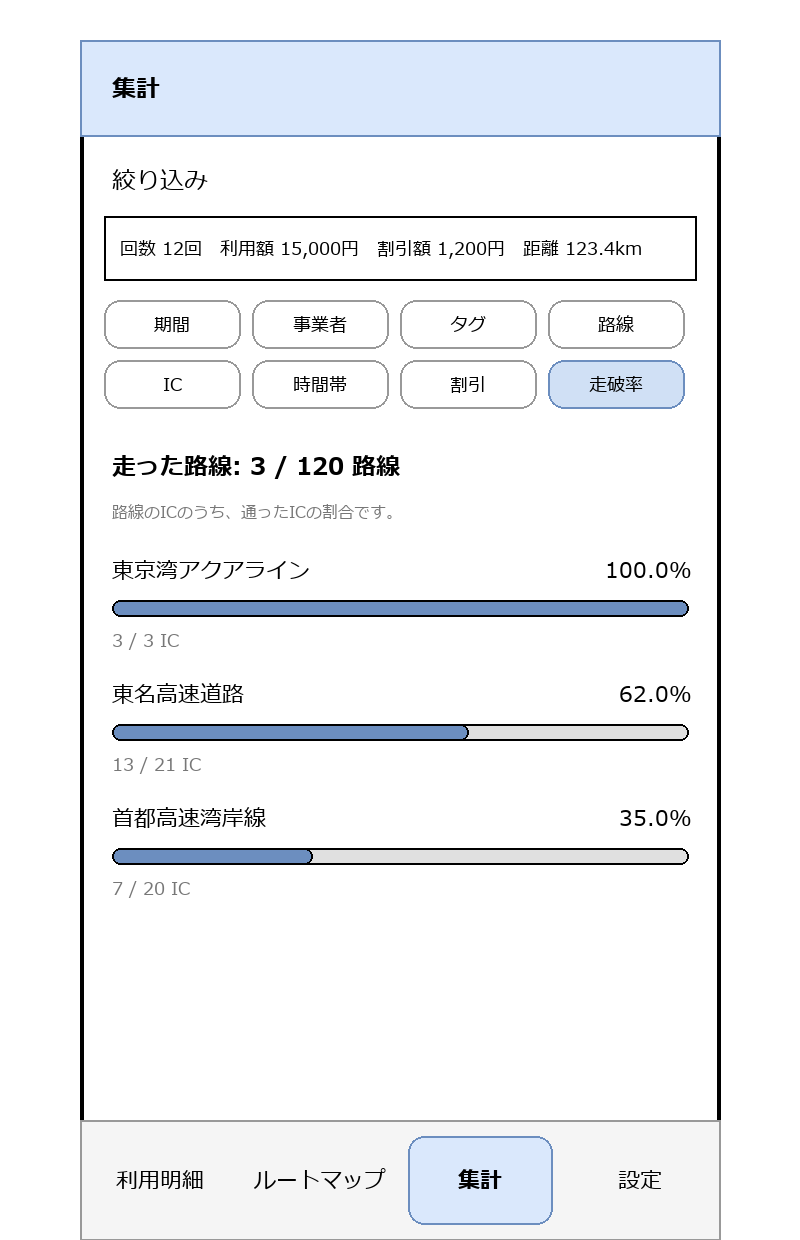 集計
絞り込み
回数 12回　利用額 15,000円　割引額 1,200円　距離 123.4km
期間 事業者 タグ 路線
IC 時間帯 割引 走破率
走った路線: 3 / 120 路線
路線のICのうち、通ったICの割合です。
東京湾アクアライン 100.0%
3 / 3 IC
東名高速道路 62.0%
13 / 21 IC
首都高速湾岸線 35.0%
7 / 20 IC
利用明細 ルートマップ 集計 設定